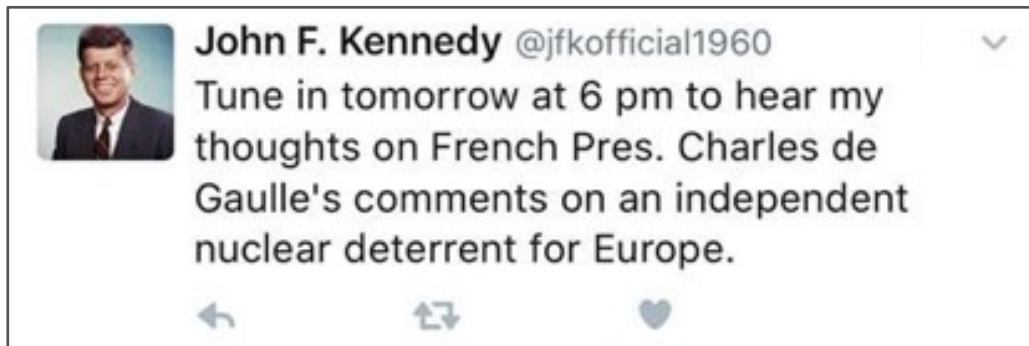 John F. Kennedy @jfkofficial1960
Tune in tomorrow at 6 pm to hear my
thoughts on French Pres. Charles de
Gaulle's comments on an independent
nuclear deterrent for Europe.